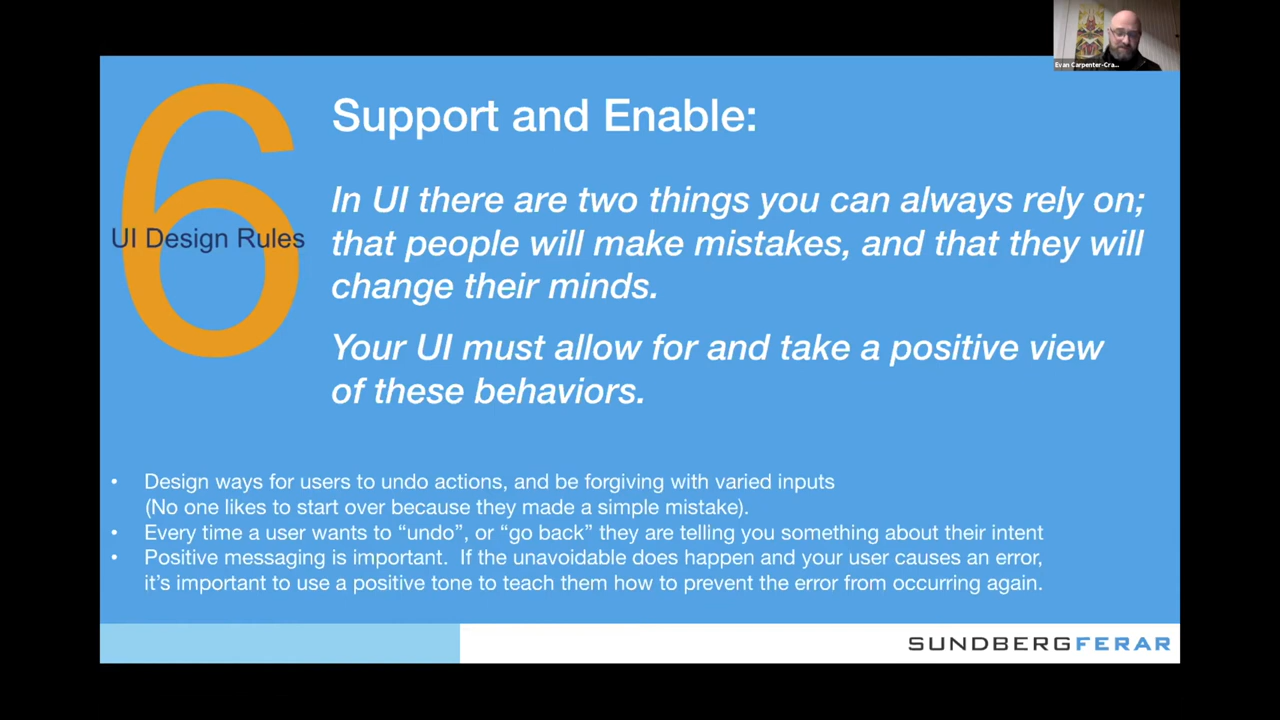 Evan Carpenter-Cra...
6
UI Design Rules
Support and Enable:
In UI there are two things you can always rely on;
that people will make mistakes, and that they will
change their minds.
Your UI must allow for and take a positive view
of these behaviors.
• Design ways for users to undo actions, and be forgiving with varied inputs
(No one likes to start over because they made a simple mistake).
• Every time a user wants to “undo”, or “go back” they are telling you something about their intent
• Positive messaging is important.  If the unavoidable does happen and your user causes an error,
it’s important to use a positive tone to teach them how to prevent the error from occurring again.
SUNDBERGFERAR